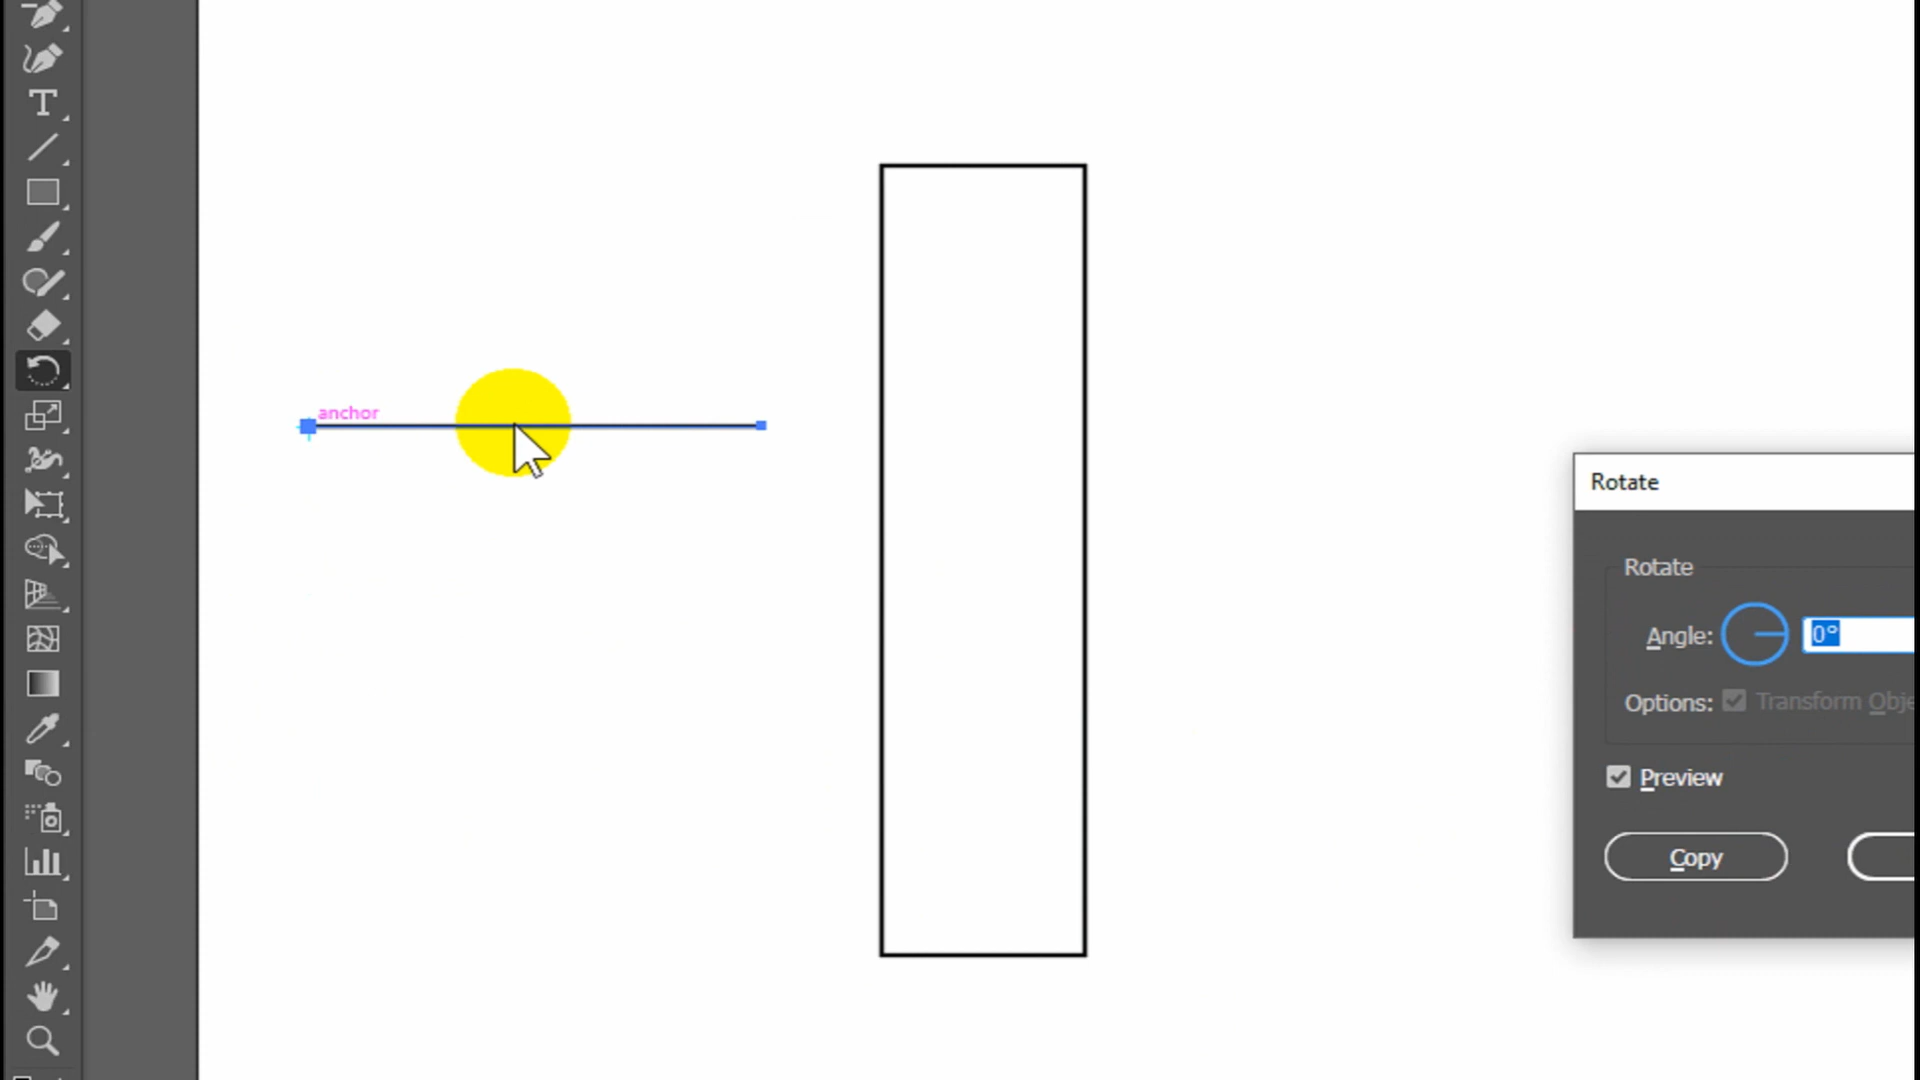 anchor
Rotate
Rotate
Angle: 0°
Options: Transform Obje
Preview
Copy